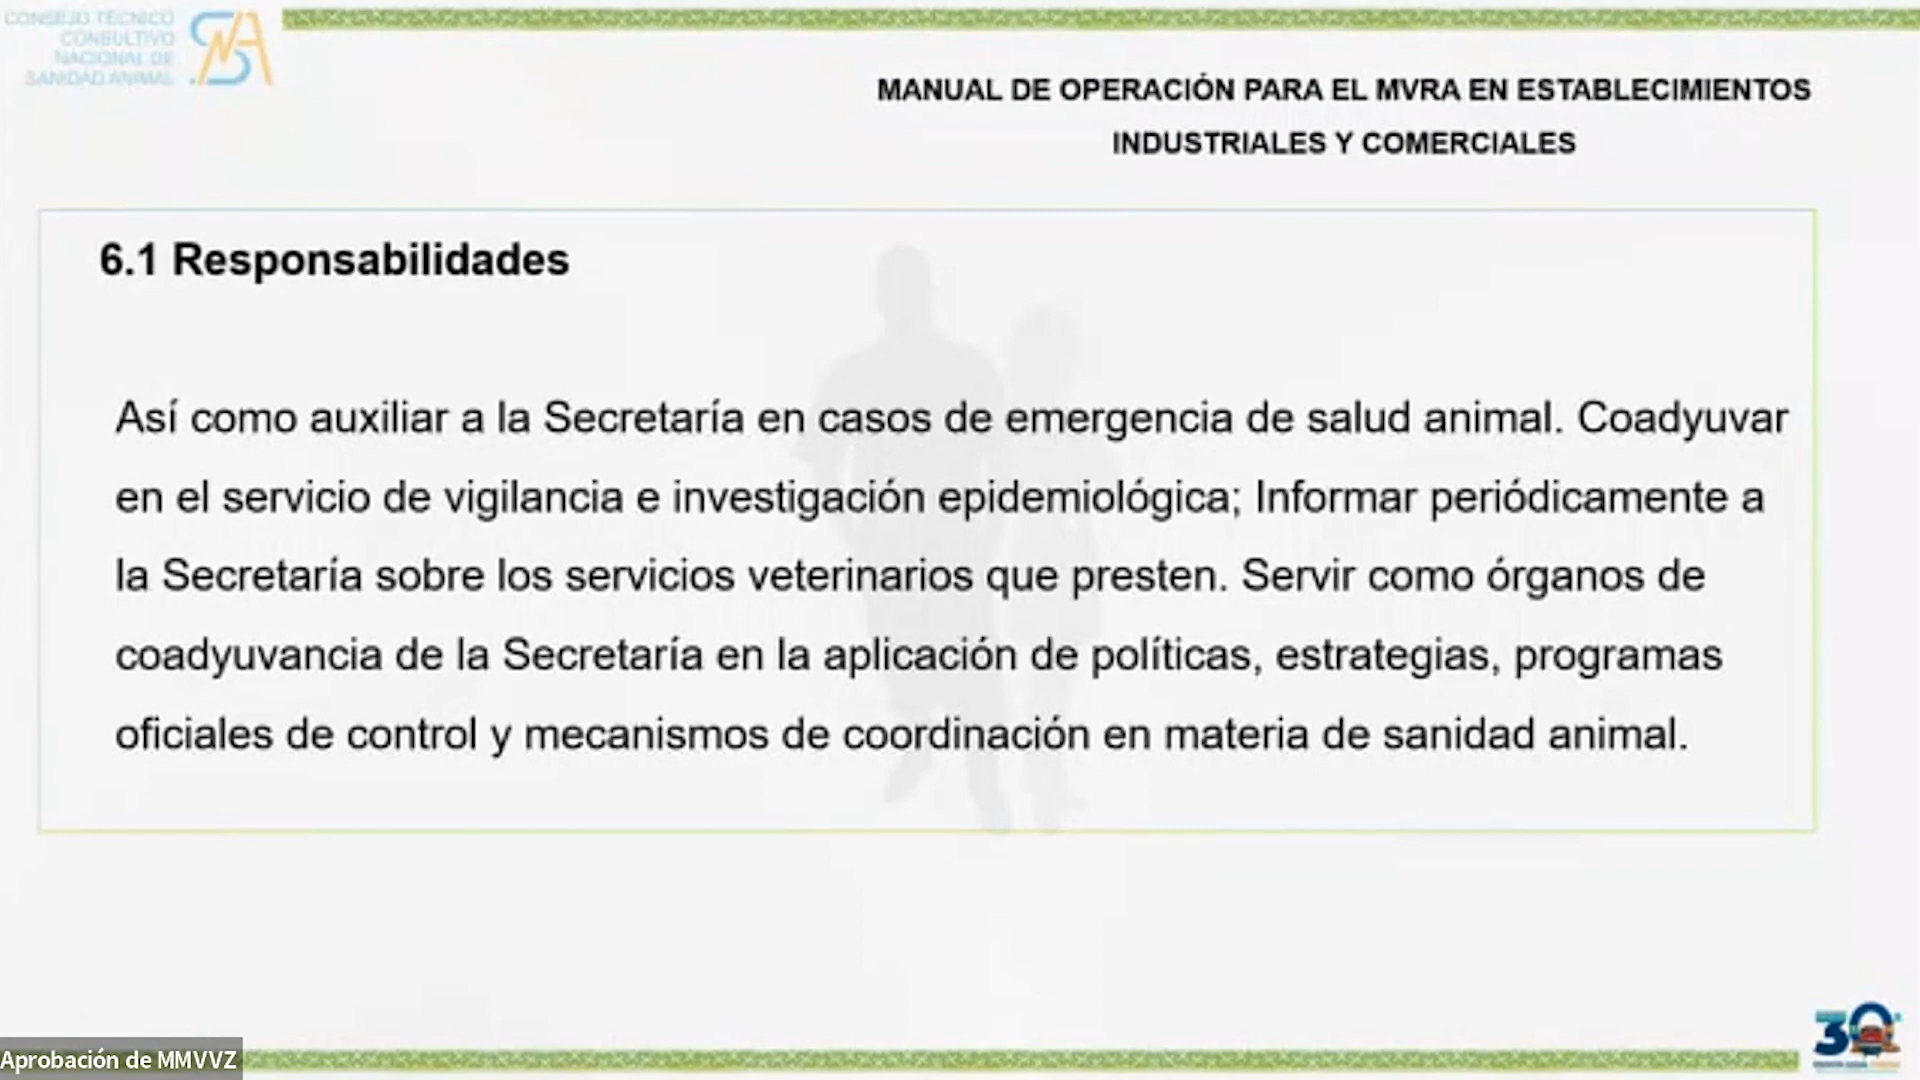 CONSEJO TÉCNICO
CONSULTIVO
NACIONAL DE
SANIDAD ANIMAL
MANUAL DE OPERACIÓN PARA EL MVRA EN ESTABLECIMIENTOS
INDUSTRIALES Y COMERCIALES
6.1 Responsabilidades
Así como auxiliar a la Secretaría en casos de emergencia de salud animal. Coadyuvar
en el servicio de vigilancia e investigación epidemiológica; Informar periódicamente a
la Secretaría sobre los servicios veterinarios que presten. Servir como órganos de
coadyuvancia de la Secretaría en la aplicación de políticas, estrategias, programas
oficiales de control y mecanismos de coordinación en materia de sanidad animal.
30
Aprobación de MMVVZ